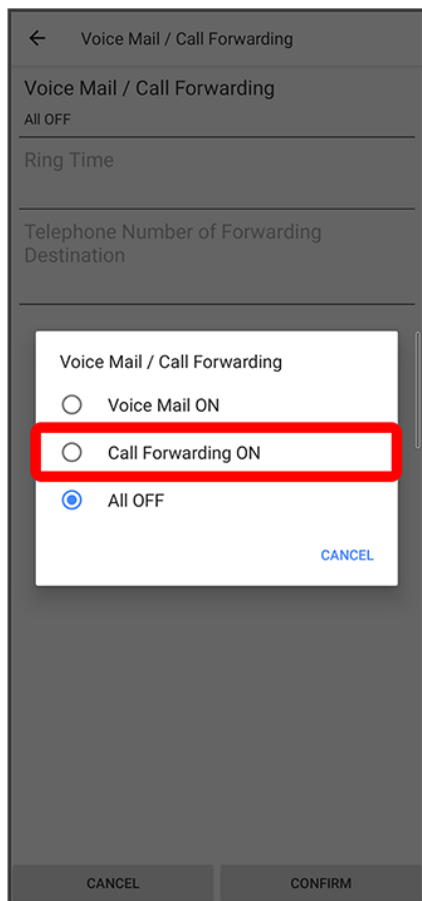 Voice Mail / Call Forwarding
Voice Mail / Call Forwarding
All OFF
Ring Time
Telephone Number of Forwarding
Destination
Voice Mail / Call Forwarding
Voice Mail ON
Call Forwarding ON
All OFF
CANCEL
CANCEL
CONFIRM